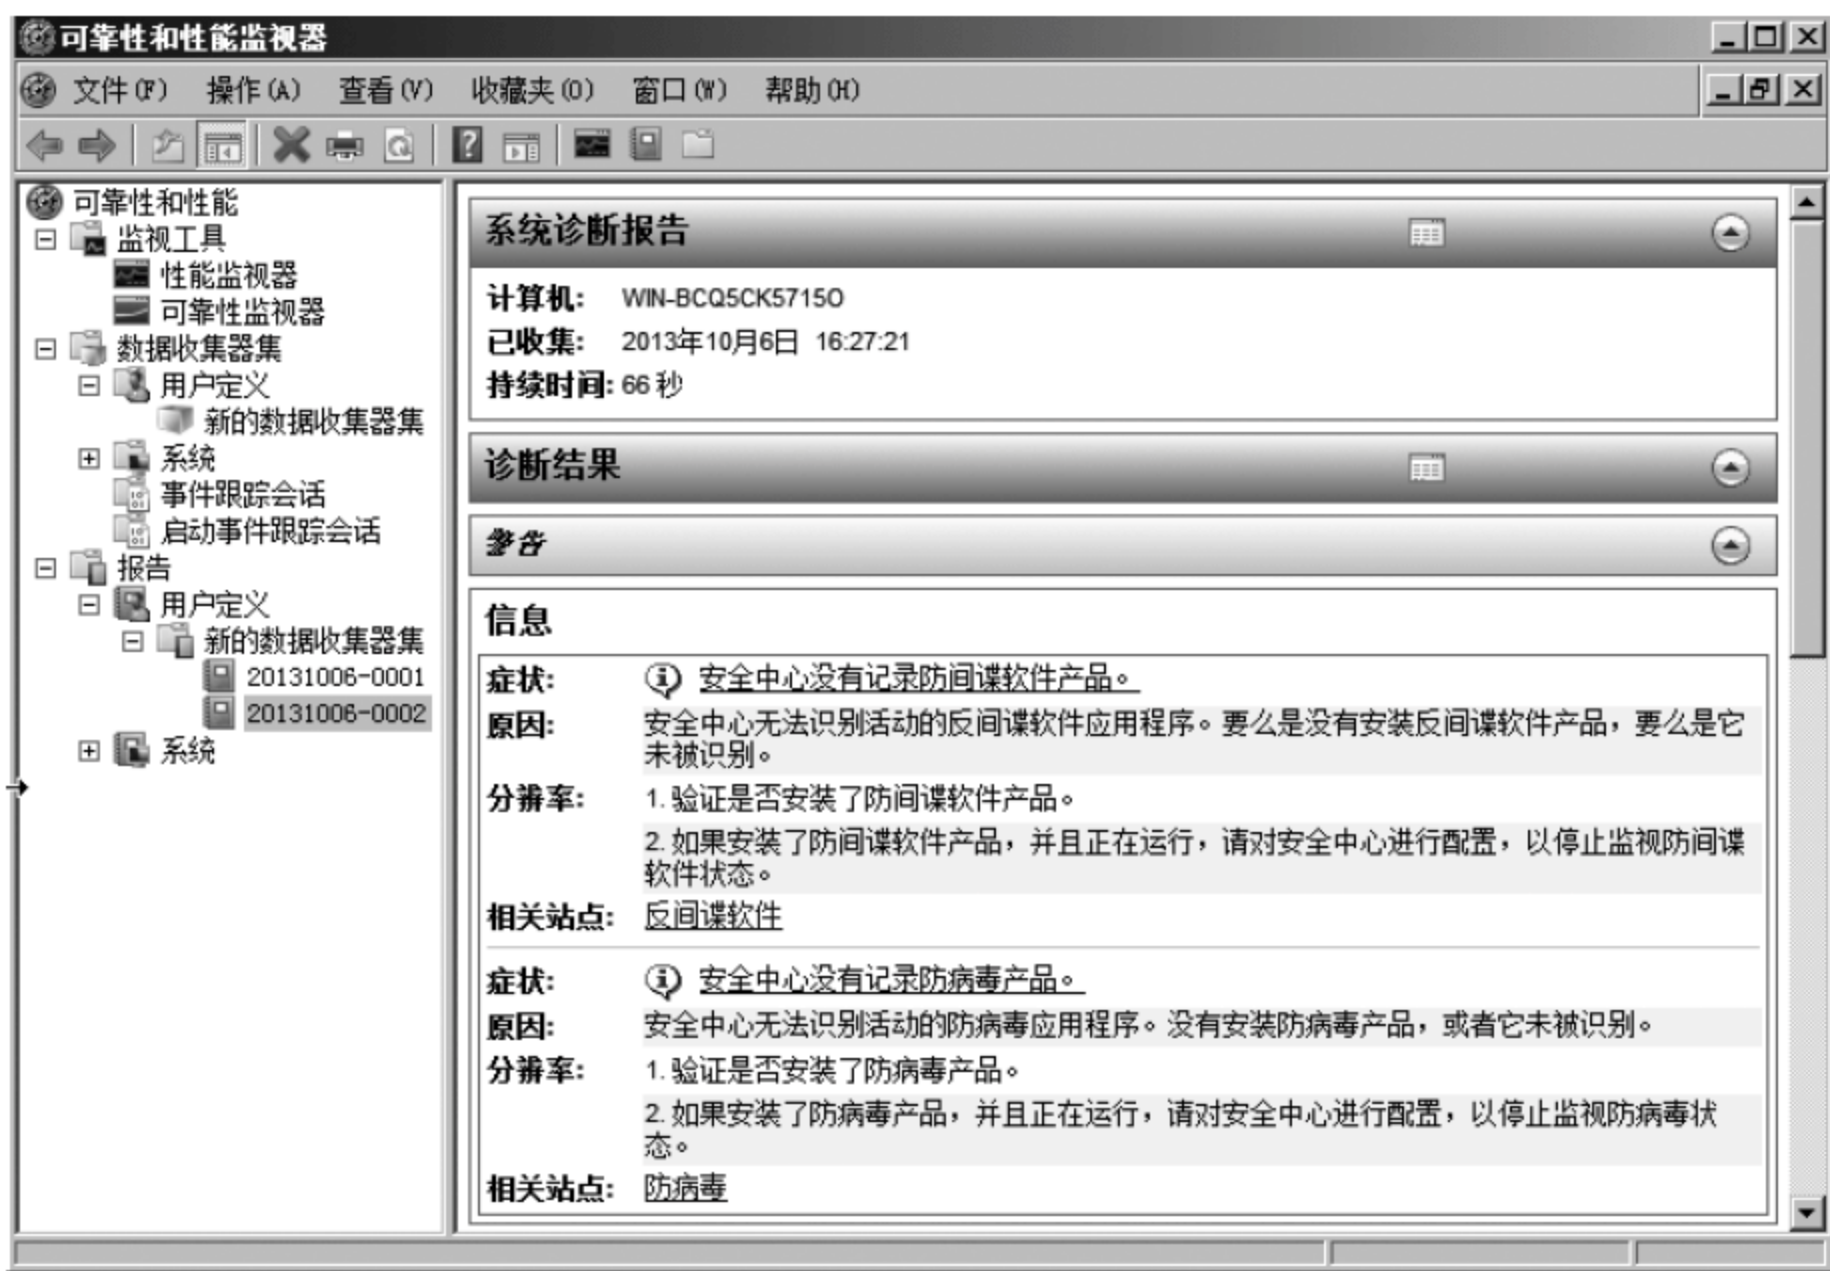 可靠性和性能监视器
文件(F) 操作(A) 查看(V) 收藏夹(O) 窗口(W) 帮助(H)
可靠性和性能
监视工具
性能监视器
可靠性监视器
数据收集器集
用户定义
新的数据收集器集
系统
事件跟踪会话
启动事件跟踪会话
报告
用户定义
新的数据收集器集
20131006-0001
20131006-0002
系统
系统诊断报告
计算机: WIN-BCQ5CK5715O
已收集: 2013年10月6日 16:27:21
持续时间: 66 秒
诊断结果
警告
信息
症状: 安全中心没有记录防间谍软件产品。
原因: 安全中心无法识别活动的反间谍软件应用程序。要么是没有安装反间谍软件产品，要么是它
未被识别。
分辨率: 1. 验证是否安装了防间谍软件产品。
2. 如果安装了防间谍软件产品，并且正在运行，请对安全中心进行配置，以停止监视防间谍
软件状态。
相关站点: 反间谍软件
症状: 安全中心没有记录防病毒产品。
原因: 安全中心无法识别活动的防病毒应用程序。没有安装防病毒产品，或者它未被识别。
分辨率: 1. 验证是否安装了防病毒产品。
2. 如果安装了防病毒产品，并且正在运行，请对安全中心进行配置，以停止监视防病毒状
态。
相关站点: 防病毒